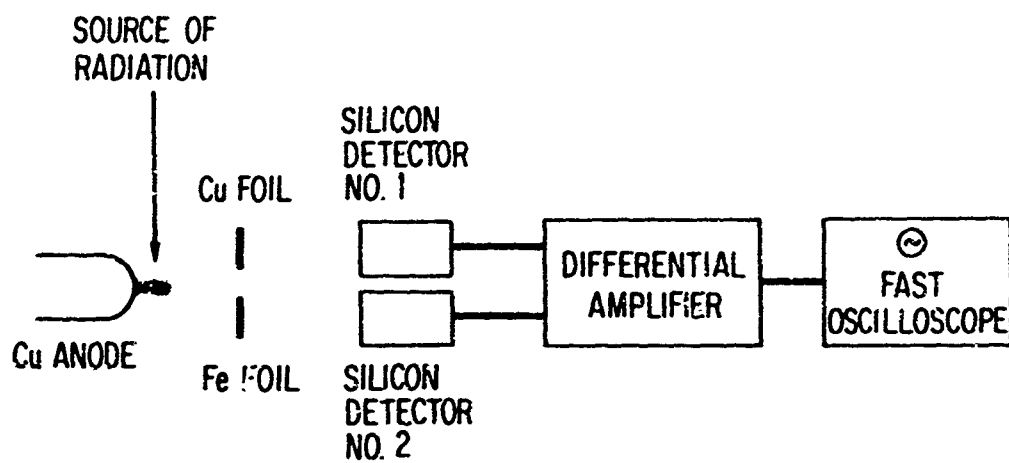 SOURCE OF
RADIATION
SILICON
DETECTOR
NO. 1
Cu FOIL
DIFFERENTIAL
AMPLIFIER
FAST
OSCILLOSCOPE
Cu ANODE
Fe FOIL
SILICON
DETECTOR
NO. 2